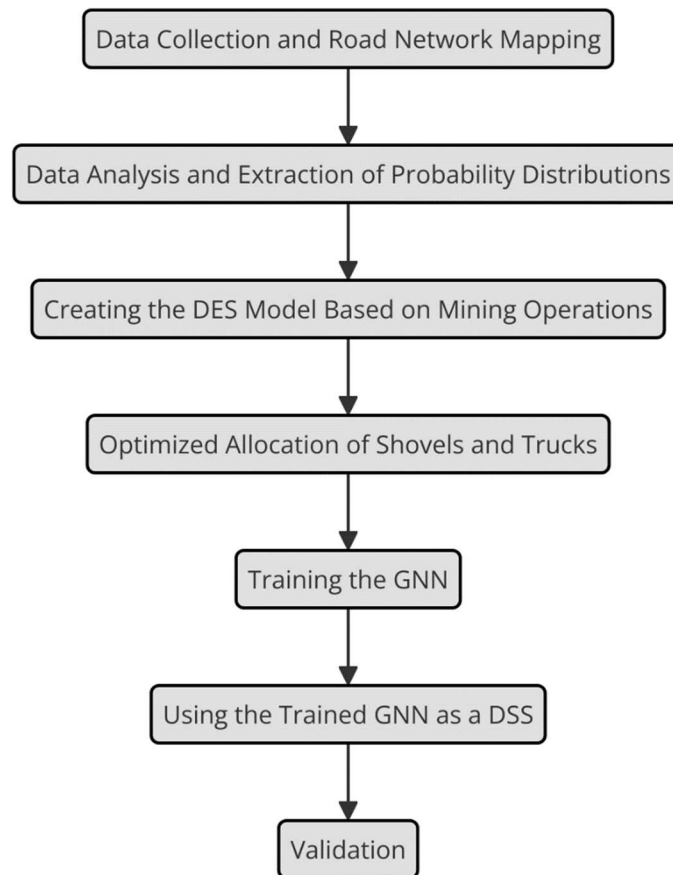 Data Collection and Road Network Mapping
Data Analysis and Extraction of Probability Distributions
Creating the DES Model Based on Mining Operations
Optimized Allocation of Shovels and Trucks
Training the GNN
Using the Trained GNN as a DSS
Validation